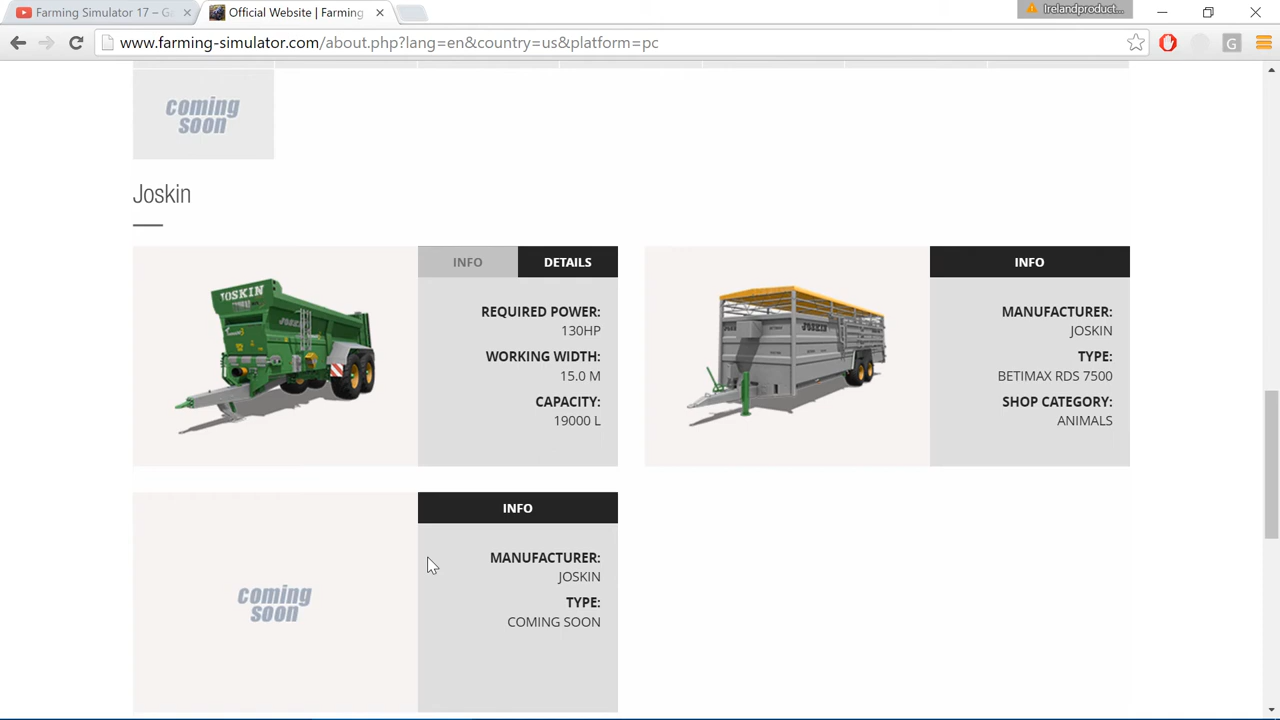 Farming Simulator 17 – G
Official Website | Farming
Irelandproduct...
www.farming-simulator.com/about.php?lang=en&country=us&platform=pc
G
coming
soon
Joskin
INFO
DETAILS
REQUIRED POWER:
130HP
WORKING WIDTH:
15.0 M
CAPACITY:
19000 L
JOSKIN
INFO
MANUFACTURER:
JOSKIN
TYPE:
BETIMAX RDS 7500
SHOP CATEGORY:
ANIMALS
JOSKIN
coming
soon
INFO
MANUFACTURER:
JOSKIN
TYPE:
COMING SOON